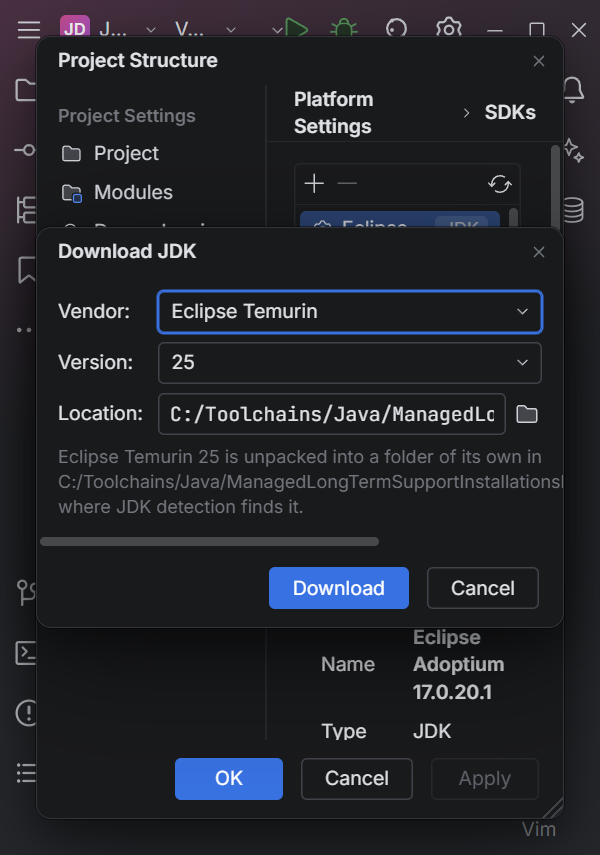 JD J... V...
Project Structure
Project Settings
Platform
Settings
SDKs
Project
Modules
Eclipse JDK
Download JDK
Vendor: Eclipse Temurin
Version: 25
Location: C:/Toolchains/Java/ManagedLo
Eclipse Temurin 25 is unpacked into a folder of its own in
C:/Toolchains/Java/ManagedLongTermSupportInstallations
where JDK detection finds it.
Download Cancel
Name
Eclipse
Adoptium
17.0.20.1
Type JDK
OK Cancel Apply
Vim